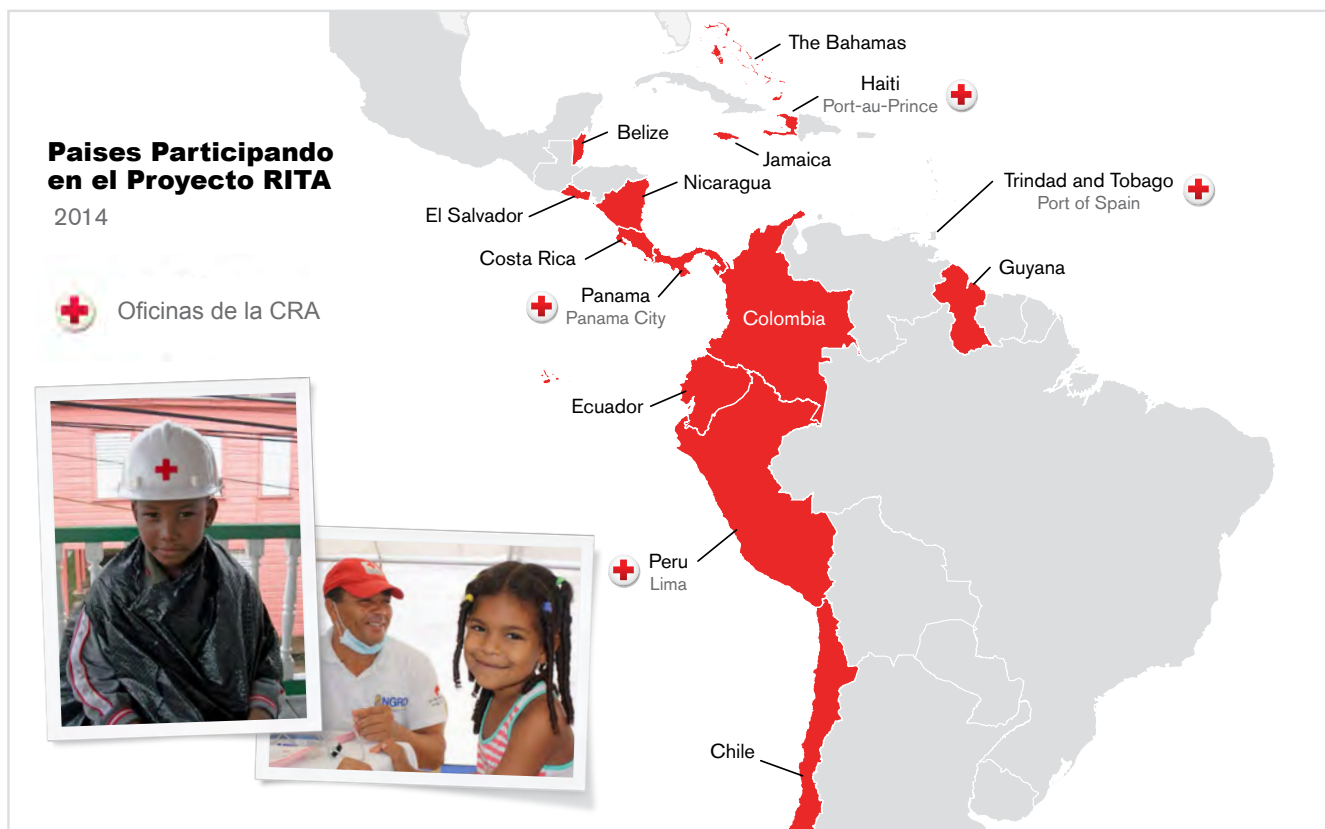 Paises Participando
en el Proyecto RITA
2014
Oficinas de la CRA
The Bahamas
Haiti
Port-au-Prince
Belize
Jamaica
Nicaragua
Trindad and Tobago
Port of Spain
El Salvador
Costa Rica
Guyana
Panama
Panama City
Colombia
Ecuador
Peru
Lima
Chile